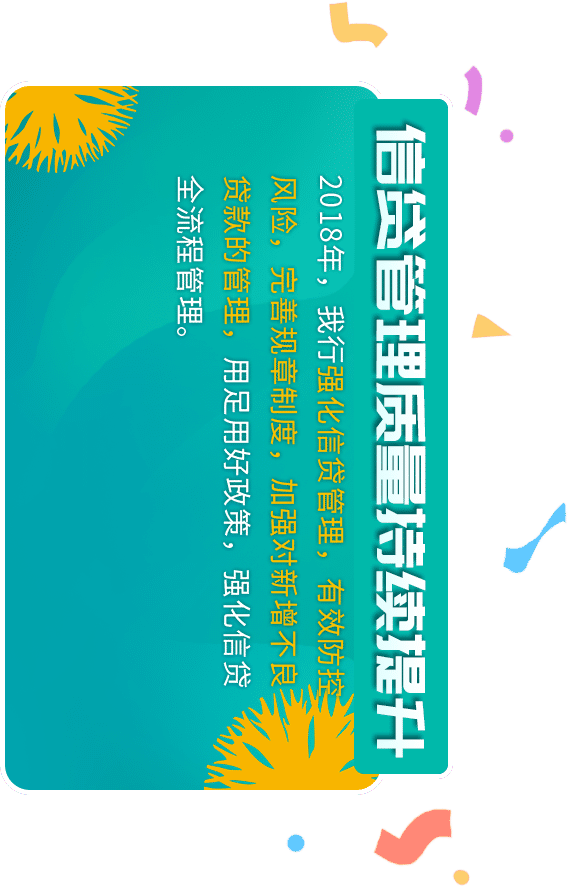 信贷管理质量持续提升
2018年，我行强化信贷管理，有效防控
风险，完善规章制度，加强对新增不良
贷款的管理，用足用好政策，强化信贷
全流程管理。